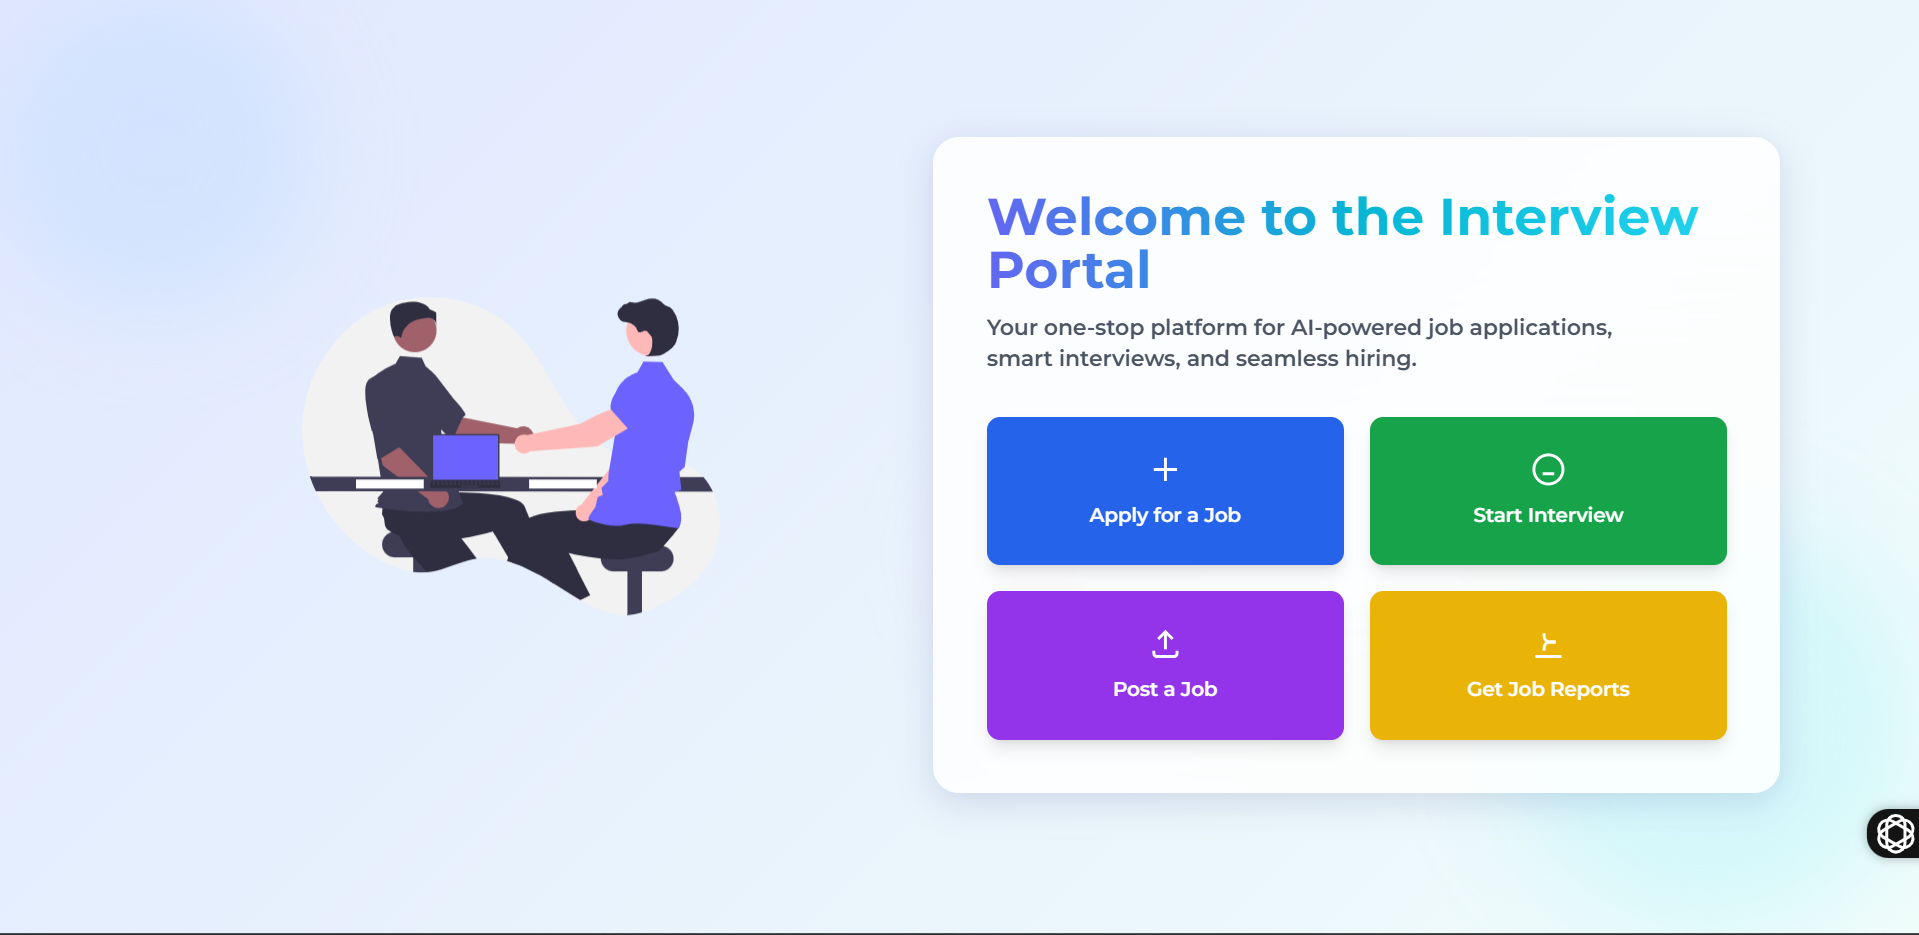 Welcome to the Interview
Portal
Your one-stop platform for AI-powered job applications,
smart interviews, and seamless hiring.
Apply for a Job
Start Interview
Post a Job
Get Job Reports